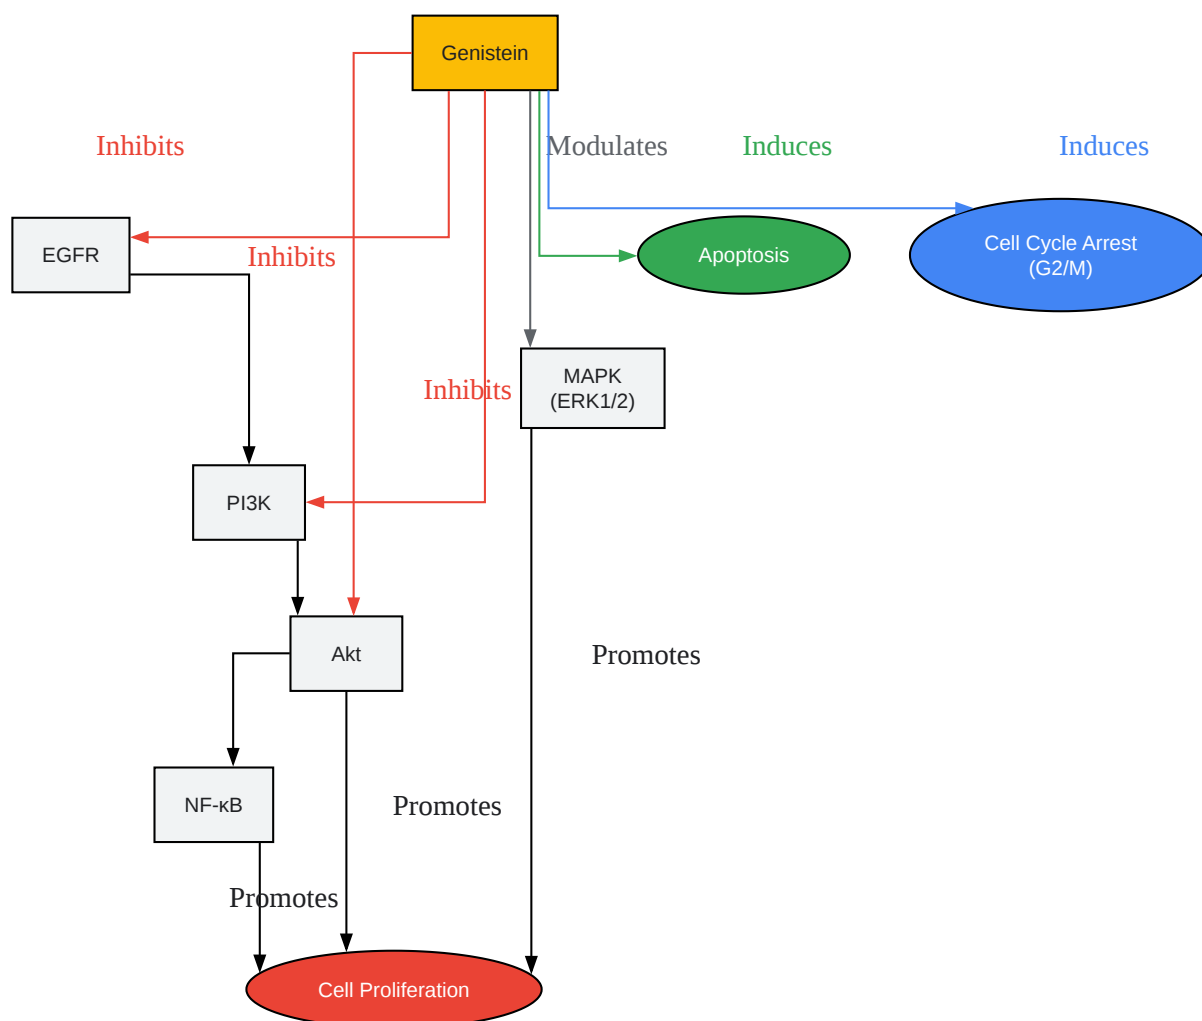 Genistein
Inhibits
Modulates
Induces
Induces
EGFR
Inhibits
Apoptosis
Cell Cycle Arrest
(G2/M)
Inhibits
MAPK
(ERK1/2)
PI3K
Akt
Promotes
NF-κB
Promotes
Promotes
Cell Proliferation